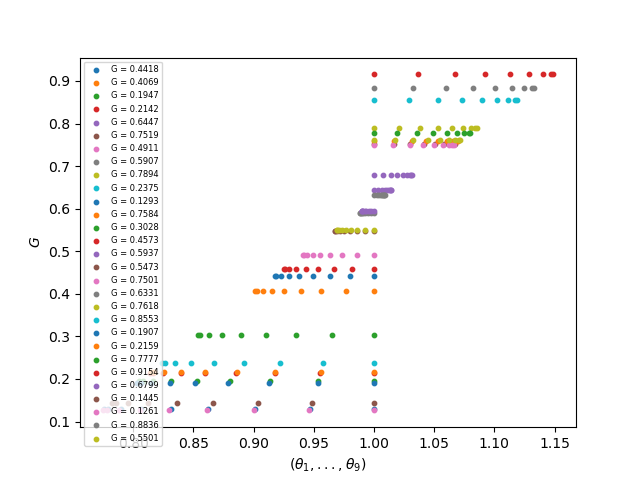 G = 0.4418
G = 0.4069
G = 0.1947
G = 0.2142
G = 0.6447
G = 0.7519
G = 0.4911
G = 0.5907
G = 0.7894
G = 0.2375
G = 0.1293
G = 0.7584
G = 0.3028
G = 0.4573
G = 0.5937
G = 0.5473
G = 0.7501
G = 0.6331
G = 0.7618
G = 0.8553
G = 0.1907
G = 0.2159
G = 0.7777
G = 0.9154
G = 0.6799
G = 0.1445
G = 0.1261
G = 0.8836
G = 0.5501
0.9
0.8
0.7
0.6
0.5
0.4
0.3
0.2
0.1
G
0.80 0.85 0.90 0.95 1.00 1.05 1.10 1.15
(θ₁, . . . , θ₉)